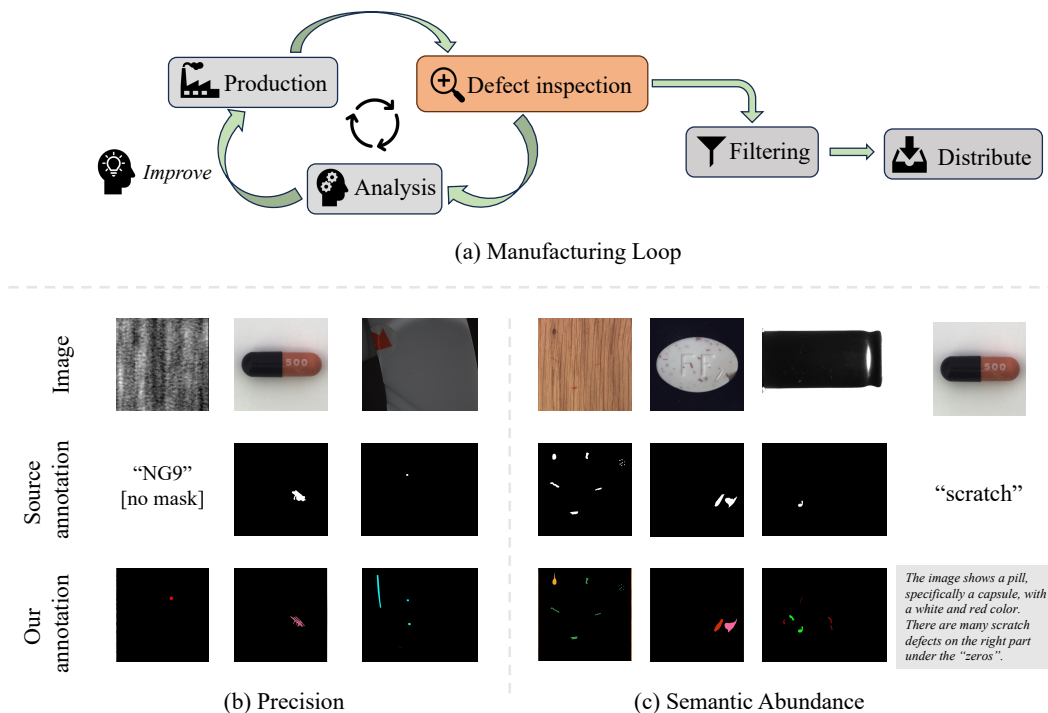 Production
Defect inspection
Filtering
Distribute
Improve
Analysis
(a) Manufacturing Loop
Image
500
FF
500
Source
annotation
“NG9”
[no mask]
“scratch”
Our
annotation
The image shows a pill,
specifically a capsule, with
a white and red color.
There are many scratch
defects on the right part
under the “zeros”.
(b) Precision
(c) Semantic Abundance